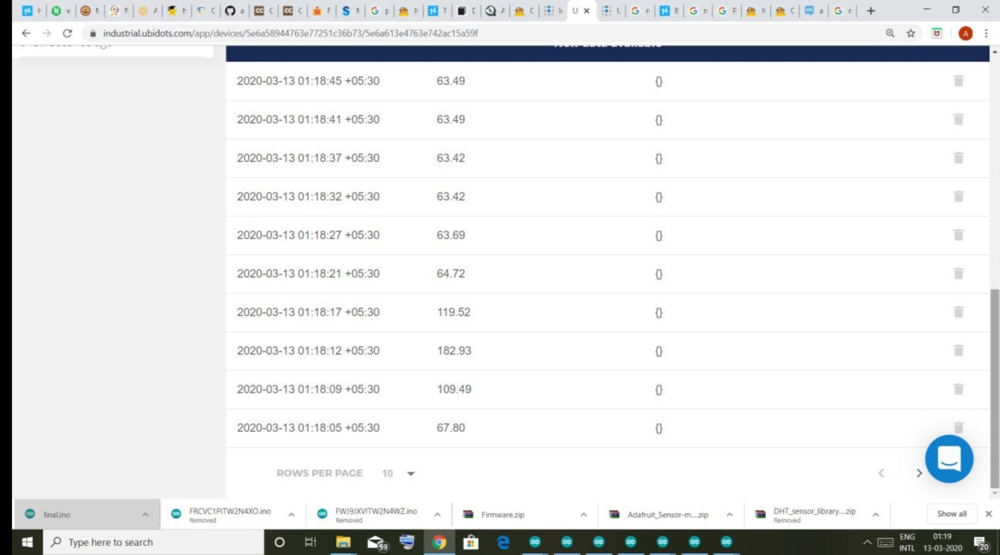 industrial.ubidots.com/app/devices/5e6a58944763e77251c36b73/5e6a613e4763e742ac15a59f
A
New data available
2020-03-13 01:18:45 +05:30 63.49 {}
2020-03-13 01:18:41 +05:30 63.49 {}
2020-03-13 01:18:37 +05:30 63.42 {}
2020-03-13 01:18:32 +05:30 63.42 {}
2020-03-13 01:18:27 +05:30 63.69 {}
2020-03-13 01:18:21 +05:30 64.72 {}
2020-03-13 01:18:17 +05:30 119.52 {}
2020-03-13 01:18:12 +05:30 182.93 {}
2020-03-13 01:18:09 +05:30 109.49 {}
2020-03-13 01:18:05 +05:30 67.80 {}
ROWS PER PAGE 10
final.ino
FRCVC1PITW2N4XO.ino
Removed
FWJ9JXVITW2N4WZ.ino
Removed
Firmware.zip
Adafruit_Sensor-m....zip
DHT_sensor_library....zip
Removed
Show all
Type here to search
59
ENG
INTL
01:19
13-03-2020
20